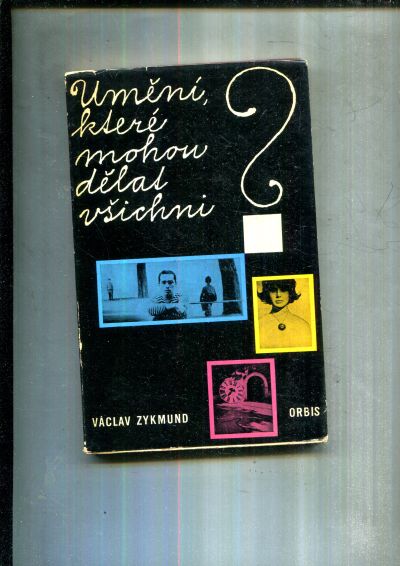 Umění,
které
mohou
dělat
všichni ?
VÁCLAV ZYKMUND ORBIS